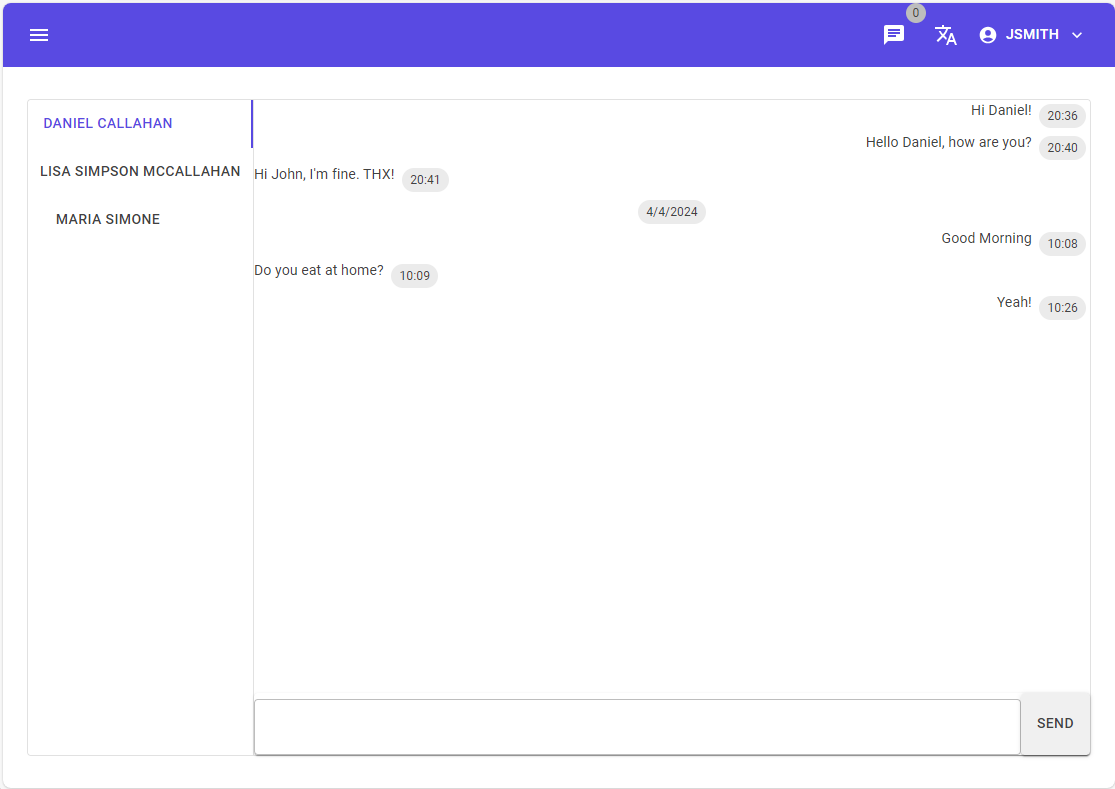 0
JSMITH
DANIEL CALLAHAN
LISA SIMPSON MCCALLAHAN
MARIA SIMONE
Hi Daniel! 20:36
Hello Daniel, how are you? 20:40
Hi John, I'm fine. THX! 20:41
4/4/2024
Good Morning 10:08
Do you eat at home? 10:09
Yeah! 10:26
SEND